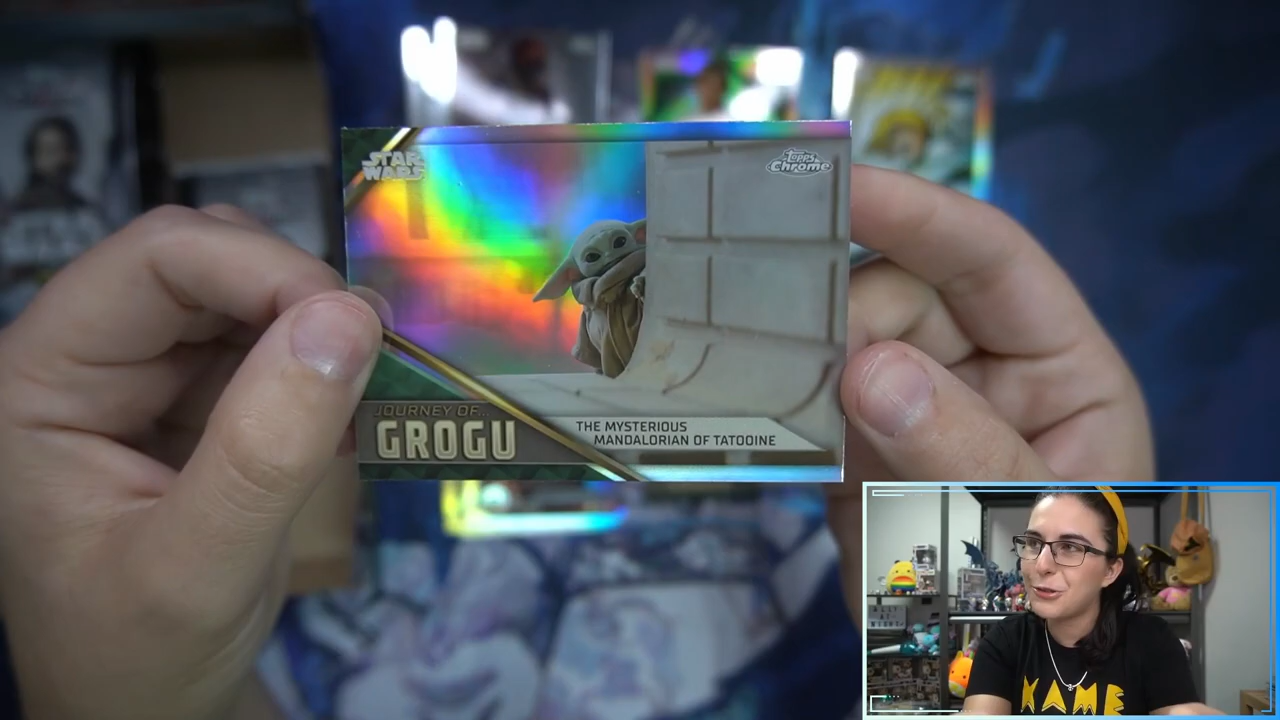 STAR
WARS
Topps
Chrome
JOURNEY OF...
GROGU
THE MYSTERIOUS
MANDALORIAN OF TATOOINE
KAME